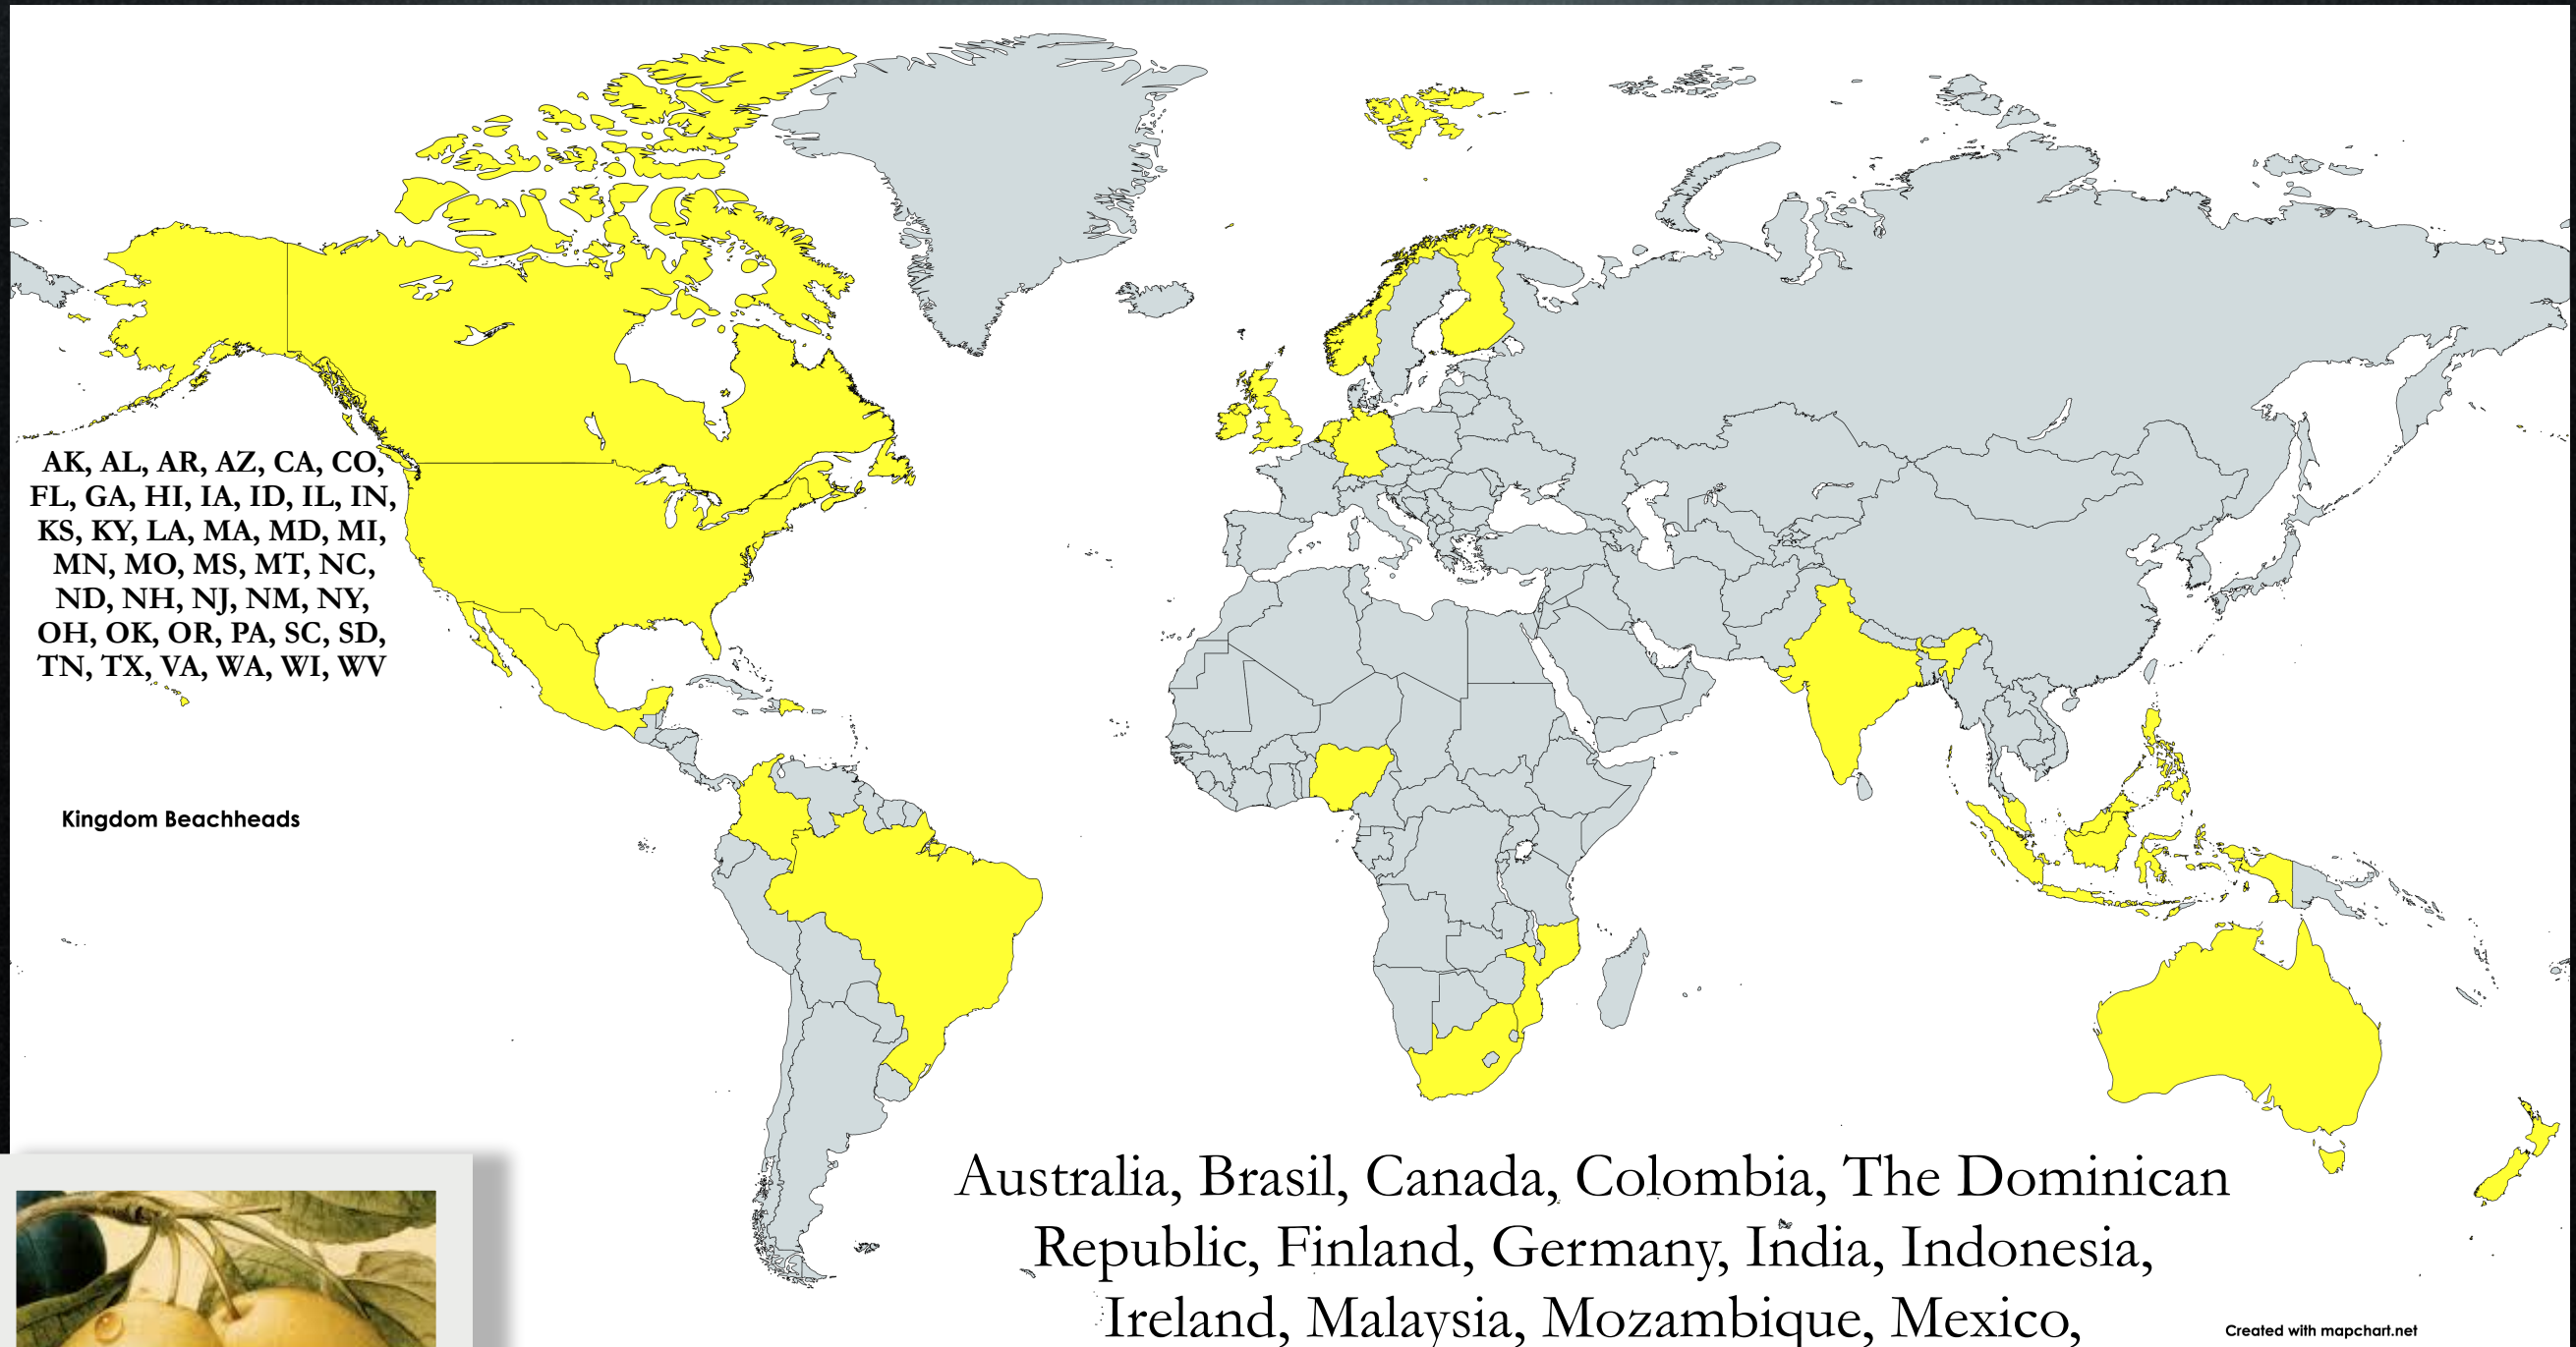 AK, AL, AR, AZ, CA, CO,
FL, GA, HI, IA, ID, IL, IN,
KS, KY, LA, MA, MD, MI,
MN, MO, MS, MT, NC,
ND, NH, NJ, NM, NY,
OH, OK, OR, PA, SC, SD,
TN, TX, VA, WA, WI, WV
Kingdom Beachheads
Australia, Brasil, Canada, Colombia, The Dominican
Republic, Finland, Germany, India, Indonesia,
Ireland, Malaysia, Mozambique, Mexico,
Created with mapchart.net